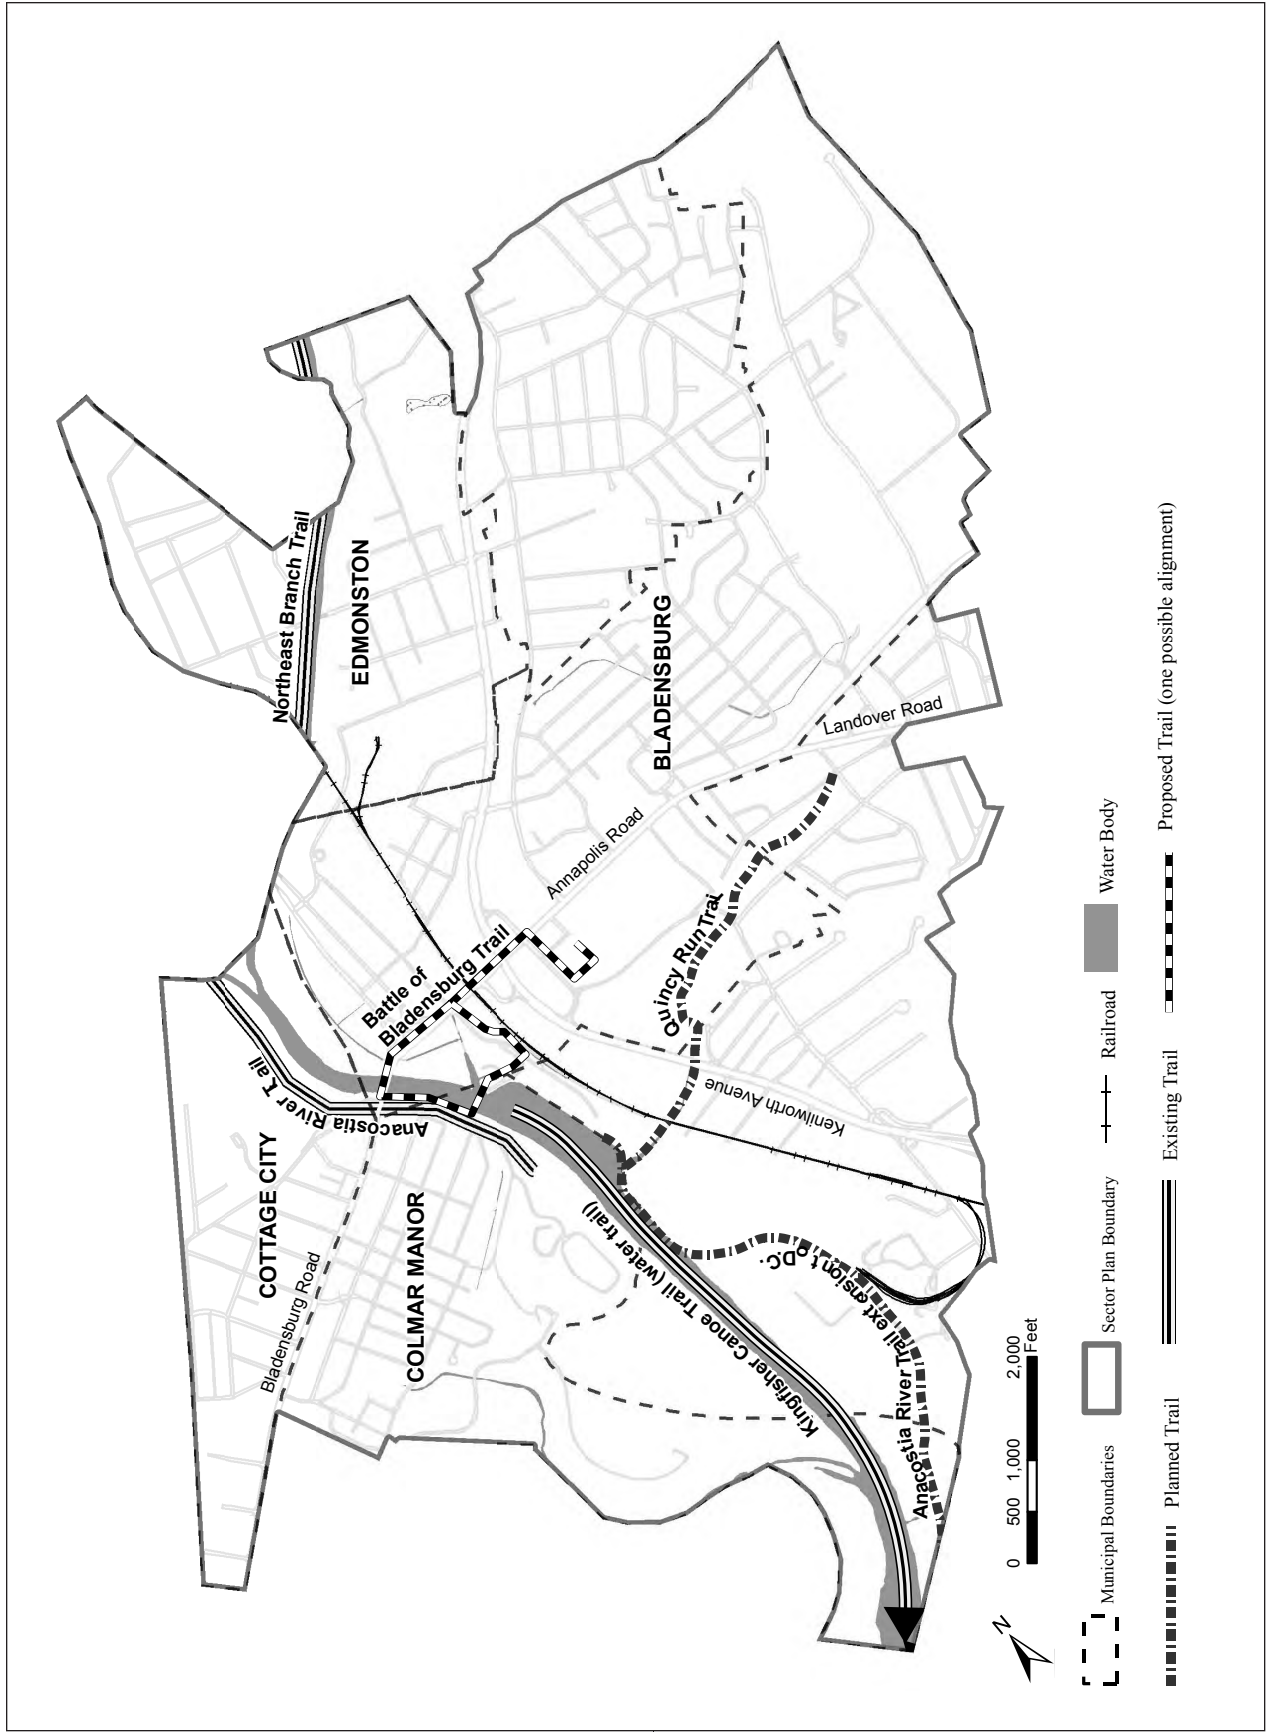 Northeast Branch Trail
EDMONSTON
BLADENSBURG
Landover Road
Annapolis Road
Battle of
Bladensburg Trail
Quincy Run Trai
Kenilworth Avenue
Anacostia River Trail
COTTAGE CITY
COLMAR MANOR
Bladensburg Road
Kingfisher Canoe Trail (water trail)
Anacostia River Trail extension to D.C.
N
0 500 1,000 2,000
Feet
Municipal Boundaries
Sector Plan Boundary
Railroad
Water Body
Planned Trail
Existing Trail
Proposed Trail (one possible alignment)